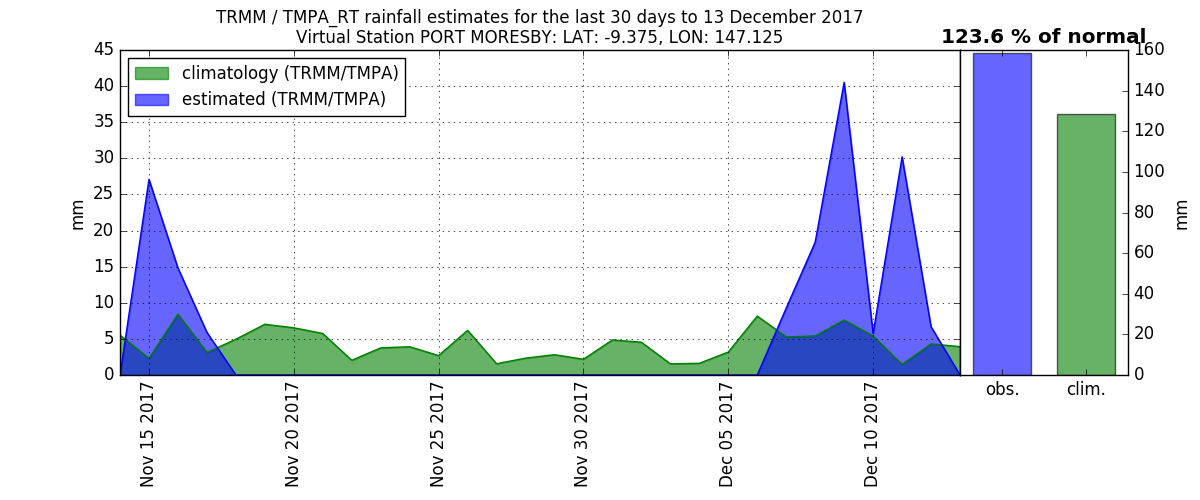 TRMM / TMPA_RT rainfall estimates for the last 30 days to 13 December 2017
Virtual Station PORT MORESBY: LAT: -9.375, LON: 147.125
123.6 % of normal
climatology (TRMM/TMPA)
estimated (TRMM/TMPA)
45
40
35
30
25
20
15
10
5
0
mm
Nov 15 2017
Nov 20 2017
Nov 25 2017
Nov 30 2017
Dec 05 2017
Dec 10 2017
obs.
clim.
160
140
120
100
80
60
40
20
0
mm